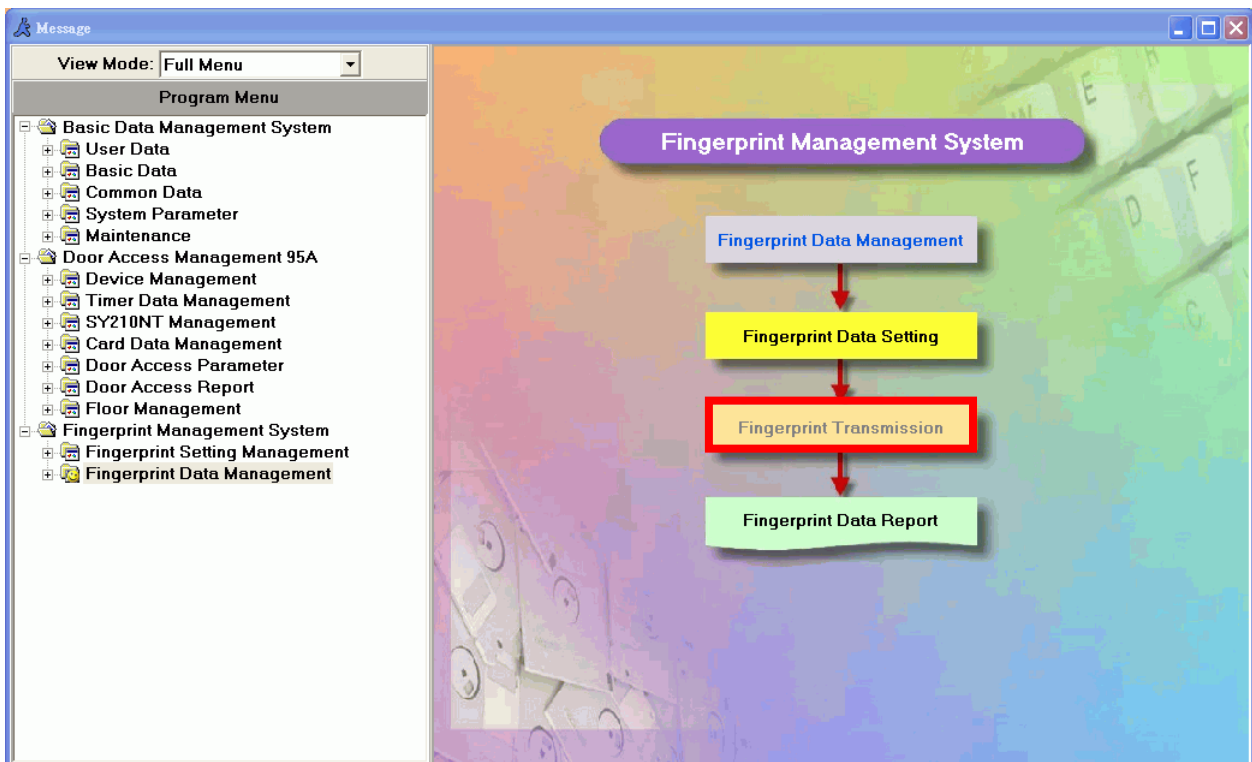 Message
View Mode: Full Menu
Program Menu
Basic Data Management System
User Data
Basic Data
Common Data
System Parameter
Maintenance
Door Access Management 95A
Device Management
Timer Data Management
SY210NT Management
Card Data Management
Door Access Parameter
Door Access Report
Floor Management
Fingerprint Management System
Fingerprint Setting Management
Fingerprint Data Management
Fingerprint Management System
Fingerprint Data Management
Fingerprint Data Setting
Fingerprint Transmission
Fingerprint Data Report
W E R
D F
C